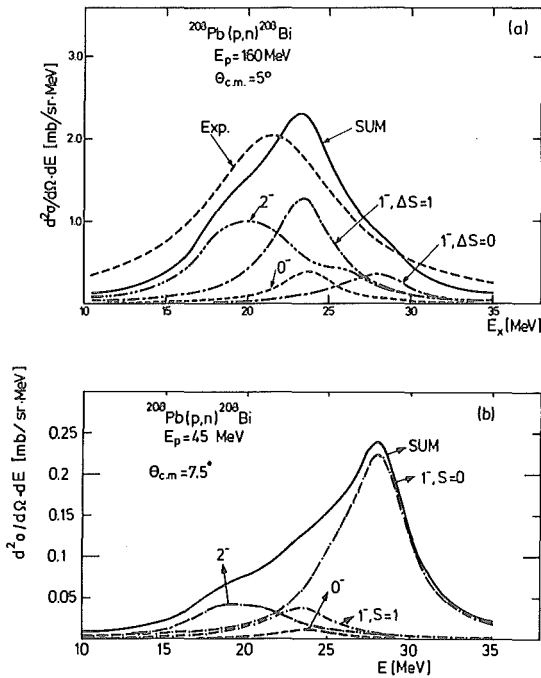 (a)
²⁰⁸Pb(p,n)²⁰⁸Bi
Eₚ=160MeV
Θc.m.=5°
d²σ/dΩ·dE [mb/sr·MeV]
3.0
2.0
1.0
Exp.
SUM
2⁻
1⁻,ΔS=1
1⁻,ΔS=0
0⁻
10 15 20 25 30 35
Eₓ[MeV]
(b)
²⁰⁸Pb(p,n)²⁰⁸Bi
Eₚ=45 MeV
Θc.m=7.5°
d²σ/dΩ·dE [mb/sr·MeV]
0.25
0.2
0.15
0.1
0.05
SUM
1⁻,S=0
2⁻
0⁻
1⁻,S=1
10 15 20 25 30 35
E[MeV]